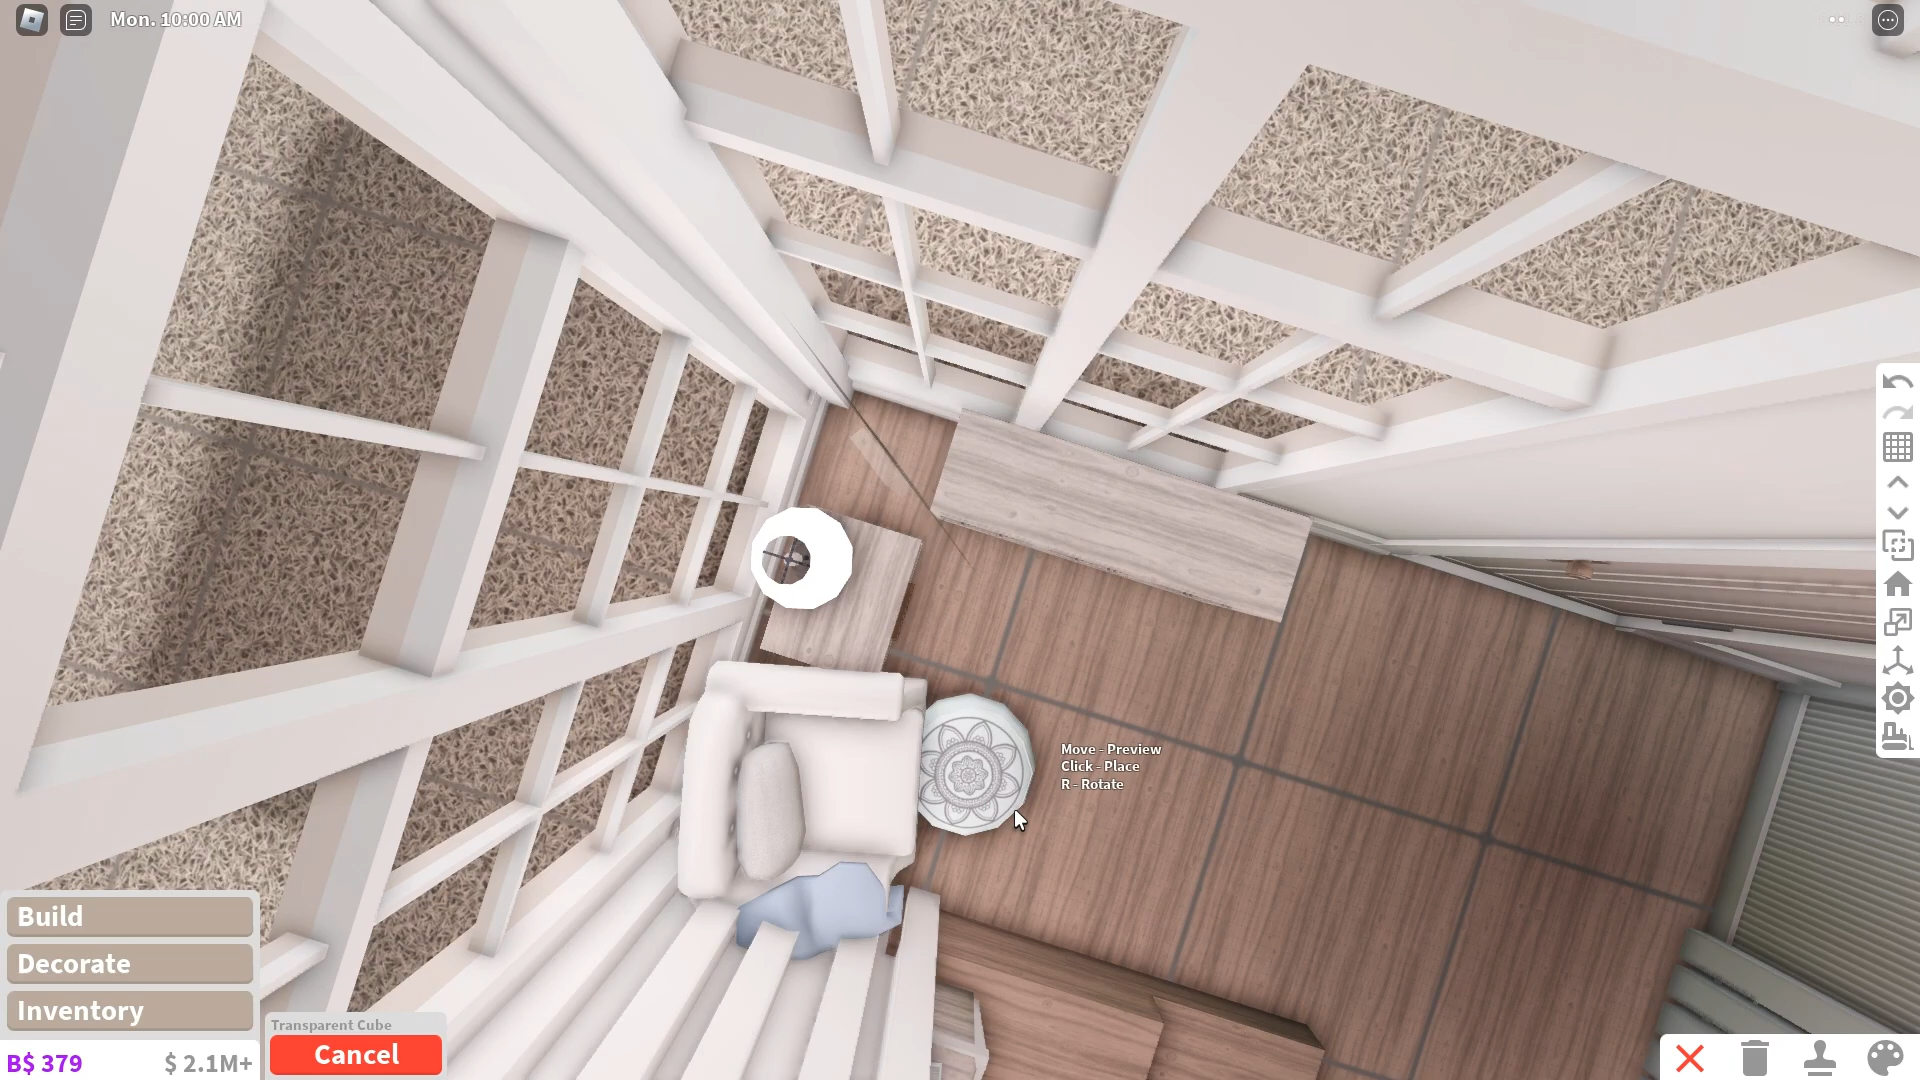 Mon. 10:00 AM
Move - Preview
Click - Place
R - Rotate
Build
Decorate
Inventory
Transparent Cube
Cancel
B$ 379
$ 2.1M+